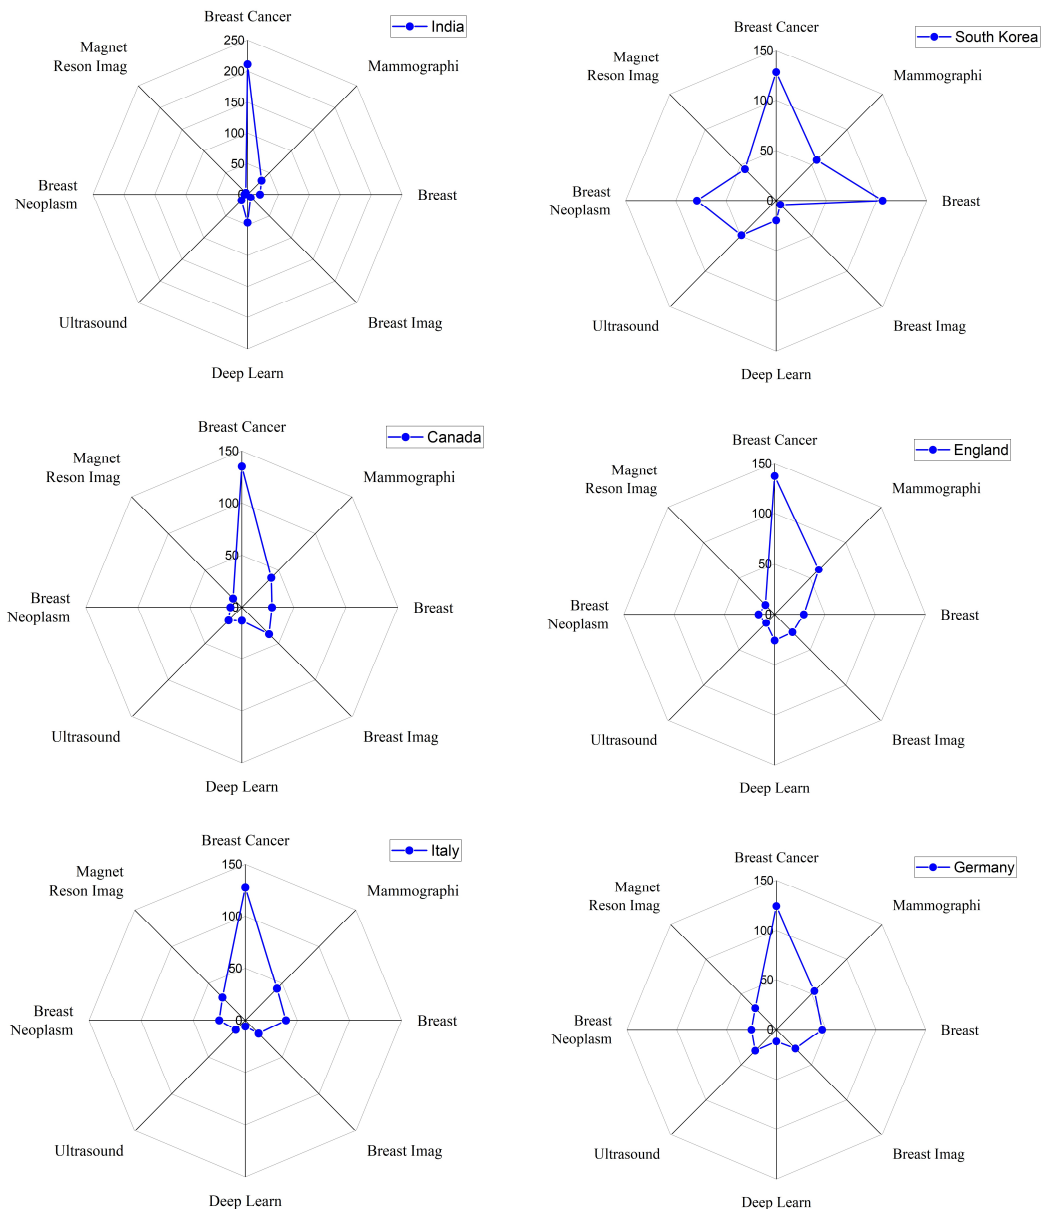 Breast Cancer
India
250
Magnet
Reson Imag
Mammographi
200
150
100
50
0
Breast
Neoplasm
Breast
Ultrasound
Breast Imag
Deep Learn
Breast Cancer
South Korea
150
Magnet
Reson Imag
Mammographi
100
50
0
Breast
Neoplasm
Breast
Ultrasound
Breast Imag
Deep Learn
Breast Cancer
Canada
150
Magnet
Reson Imag
Mammographi
100
50
0
Breast
Neoplasm
Breast
Ultrasound
Breast Imag
Deep Learn
Breast Cancer
England
150
Magnet
Reson Imag
Mammographi
100
50
0
Breast
Neoplasm
Breast
Ultrasound
Breast Imag
Deep Learn
Breast Cancer
Italy
150
Magnet
Reson Imag
Mammographi
100
50
0
Breast
Neoplasm
Breast
Ultrasound
Breast Imag
Deep Learn
Breast Cancer
Germany
150
Magnet
Reson Imag
Mammographi
100
50
0
Breast
Neoplasm
Breast
Ultrasound
Breast Imag
Deep Learn